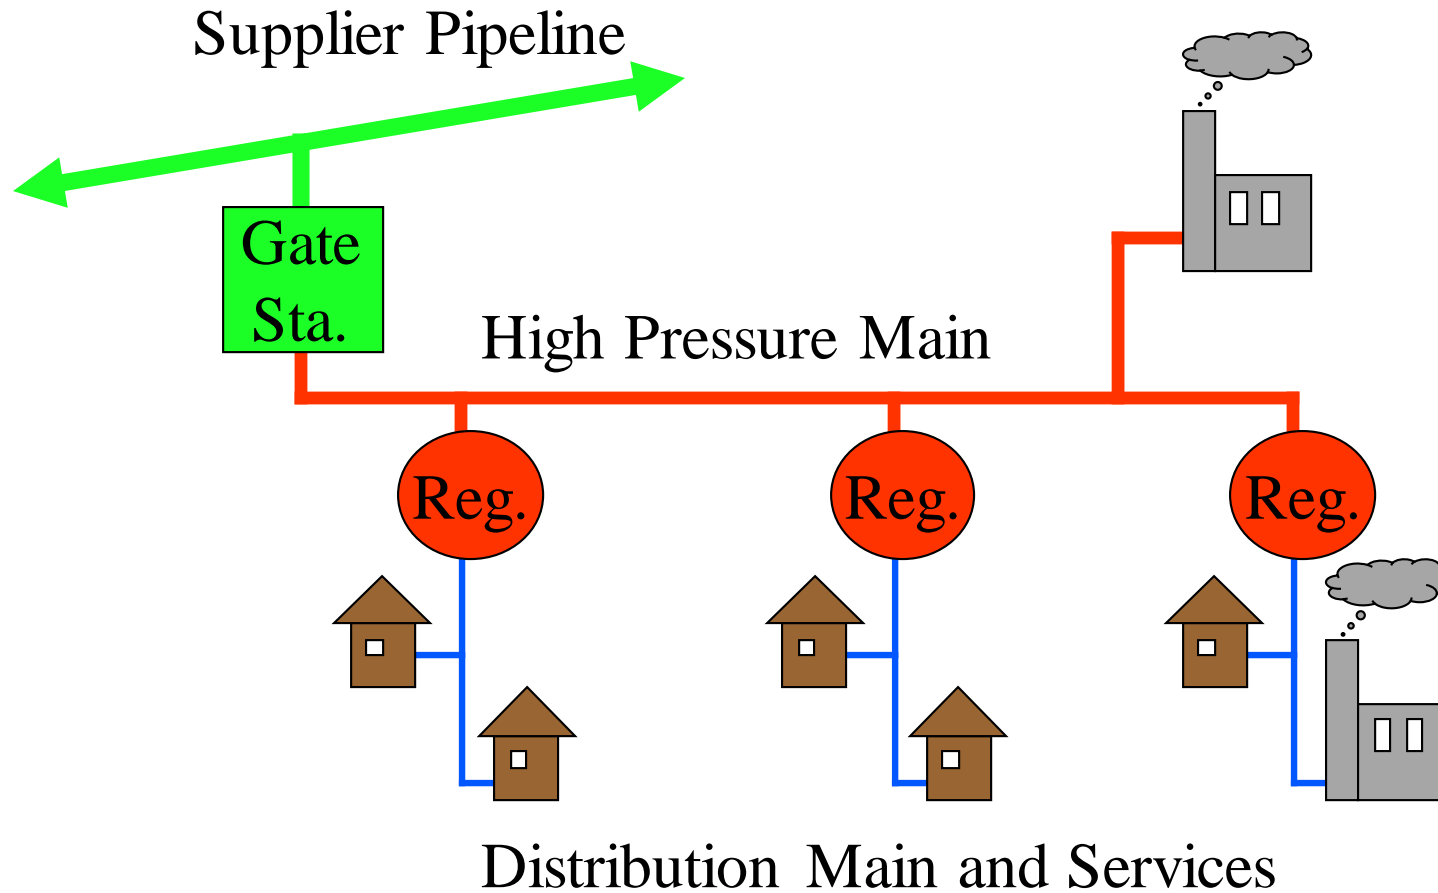 Supplier Pipeline
Gate
Sta.
High Pressure Main
Reg.
Reg.
Reg.
Distribution Main and Services